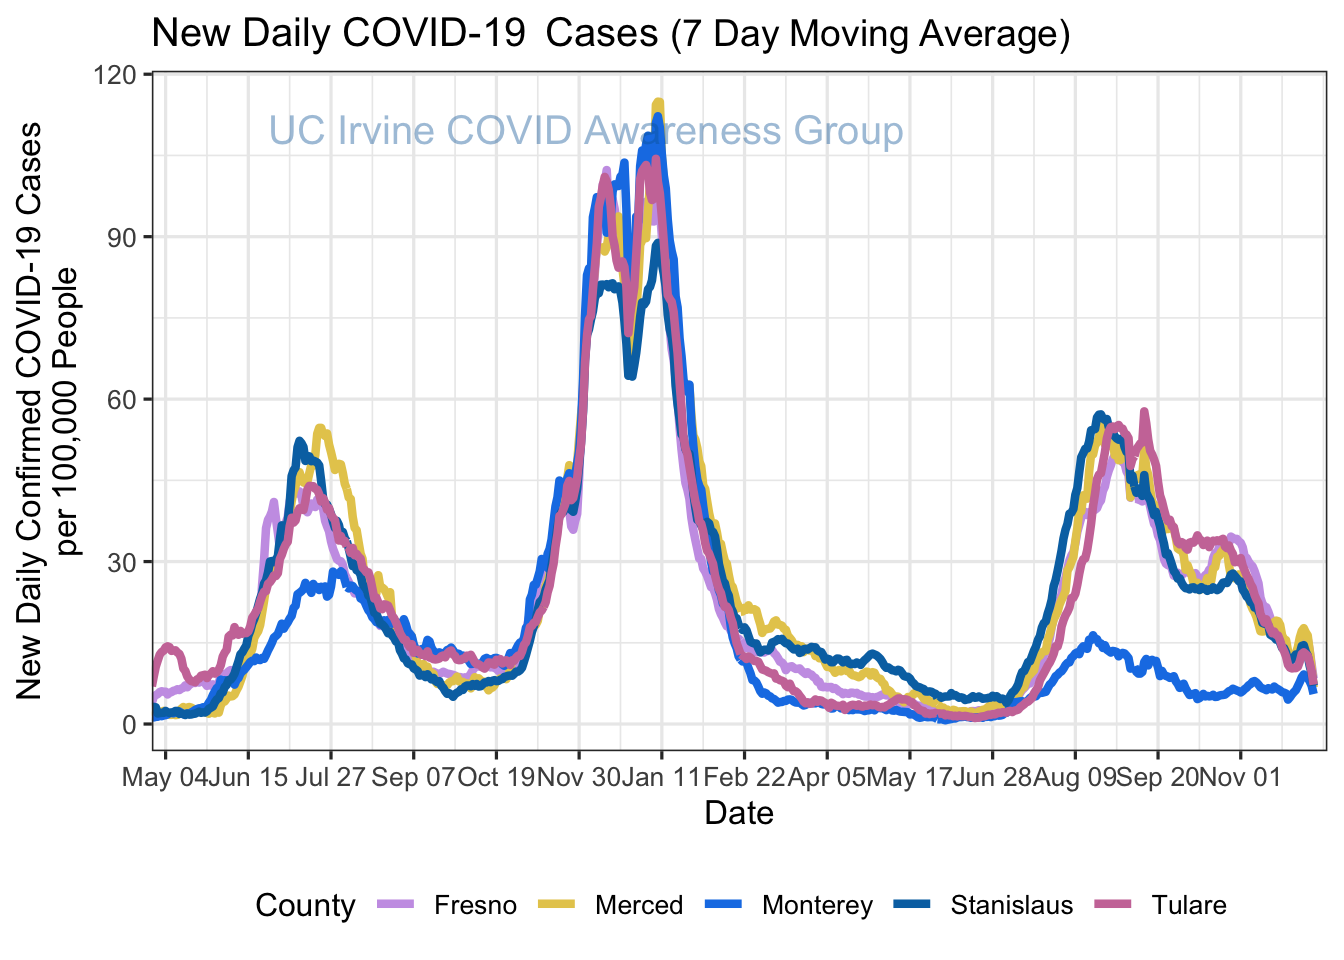 New Daily COVID-19  Cases (7 Day Moving Average)
UC Irvine COVID Awareness Group
New Daily Confirmed COVID-19 Cases
per 100,000 People
120
90
60
30
0
May 04 Jun 15 Jul 27 Sep 07 Oct 19 Nov 30 Jan 11 Feb 22 Apr 05 May 17 Jun 28 Aug 09 Sep 20 Nov 01
Date
County Fresno Merced Monterey Stanislaus Tulare